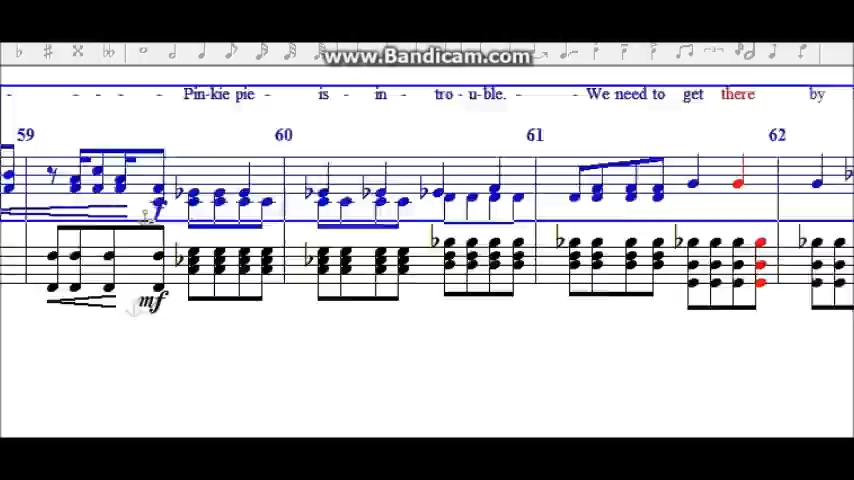 www.Bandicam.com
Pin-kie pie - is - in - tro - u-ble. - We need to get there by
59 60 61 62
f
mf